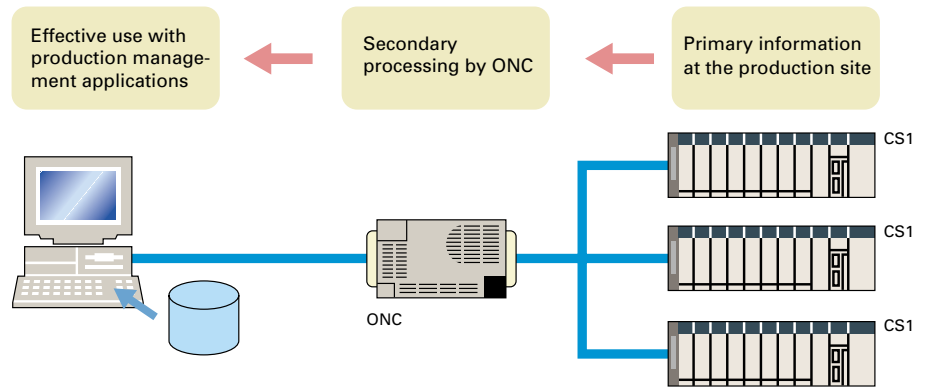 Effective use with
production manage-
ment applications
Secondary
processing by ONC
Primary information
at the production site
CS1
CS1
ONC
CS1